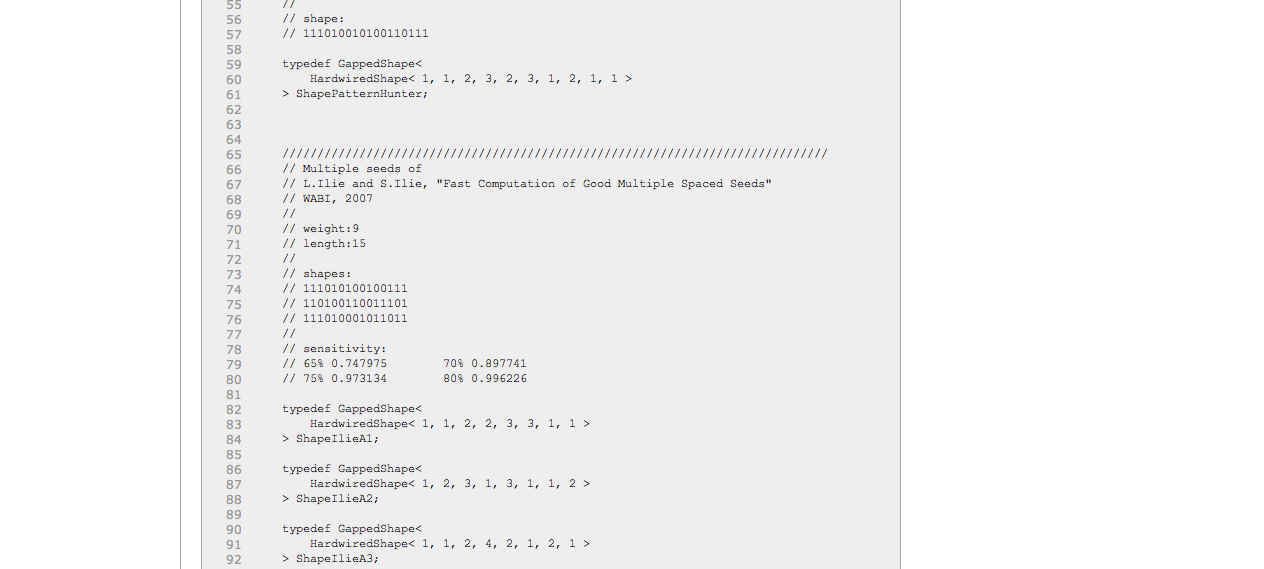 55 //
56 // shape:
57 // 111010010100110111
58
59 typedef GappedShape<
60 HardwiredShape< 1, 1, 2, 3, 2, 3, 1, 2, 1, 1 >
61 > ShapePatternHunter;
62
63
64
65 //////////////////////////////////////////////////////////////////////////////
66 // Multiple seeds of
67 // L.Ilie and S.Ilie, "Fast Computation of Good Multiple Spaced Seeds"
68 // WABI, 2007
69 //
70 // weight:9
71 // length:15
72 //
73 // shapes:
74 // 111010100100111
75 // 110100110011101
76 // 111010001011011
77 //
78 // sensitivity:
79 // 65% 0.747975 70% 0.897741
80 // 75% 0.973134 80% 0.996226
81
82 typedef GappedShape<
83 HardwiredShape< 1, 1, 2, 2, 3, 3, 1, 1 >
84 > ShapeIlieA1;
85
86 typedef GappedShape<
87 HardwiredShape< 1, 2, 3, 1, 3, 1, 1, 2 >
88 > ShapeIlieA2;
89
90 typedef GappedShape<
91 HardwiredShape< 1, 1, 2, 4, 2, 1, 2, 1 >
92 > ShapeIlieA3;